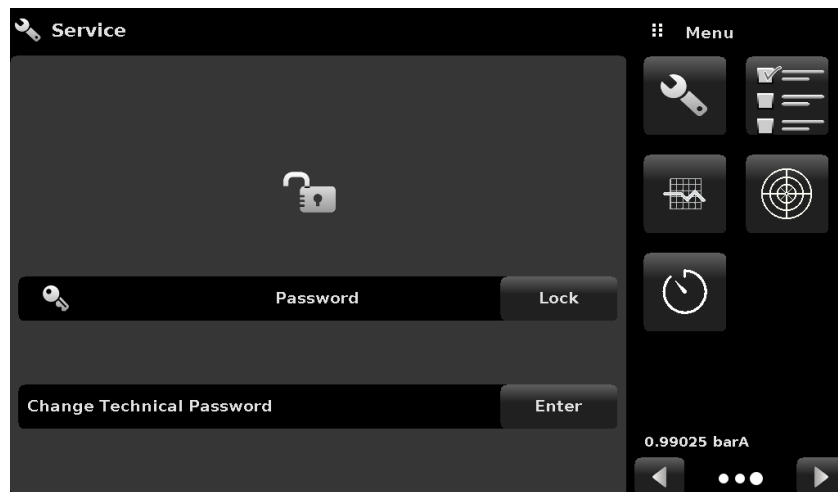 Service
Menu
Password
Lock
Change Technical Password
Enter
0.99025 barA